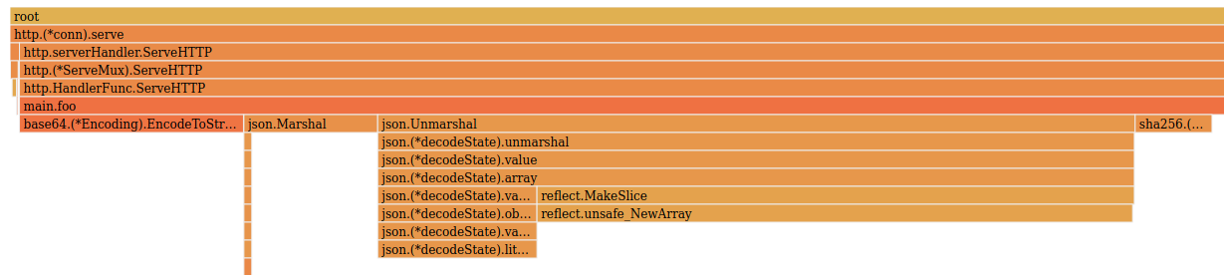 root
http.(*conn).serve
http.serverHandler.ServeHTTP
http.(*ServeMux).ServeHTTP
http.HandlerFunc.ServeHTTP
main.foo
base64.(*Encoding).EncodeToStr... json.Marshal json.Unmarshal sha256.(...
json.(*decodeState).unmarshal
json.(*decodeState).value
json.(*decodeState).array
json.(*decodeState).va... reflect.MakeSlice
json.(*decodeState).ob... reflect.unsafe_NewArray
json.(*decodeState).va...
json.(*decodeState).lit...